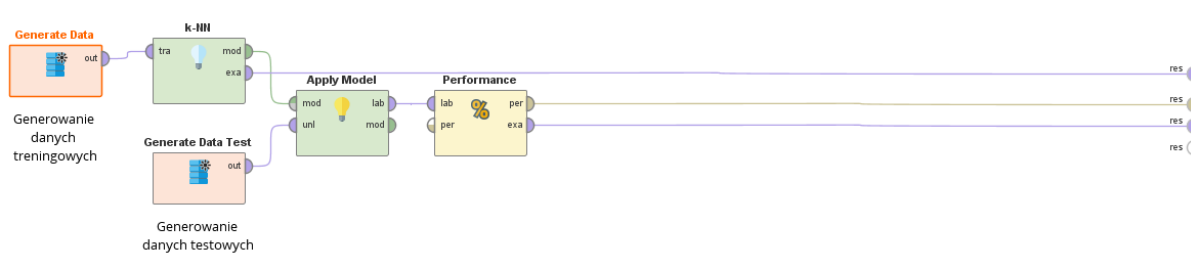 Generate Data
out
Generowanie
danych
treningowych
k-NN
tra
mod
exa
Generate Data Test
out
Generowanie
danych testowych
Apply Model
mod
lab
unl
mod
Performance
lab
per
per
exa
res
res
res
res